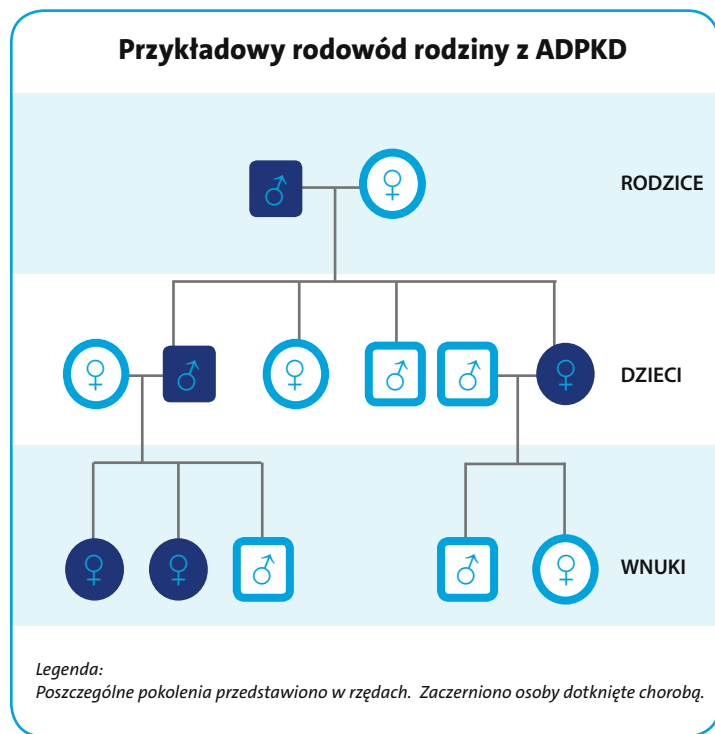 Przykładowy rodowód rodziny z ADPKD
RODZICE
DZIECI
WNUKI
Legenda:
Poszczególne pokolenia przedstawiono w rzędach. Zaczerniono osoby dotknięte chorobą.